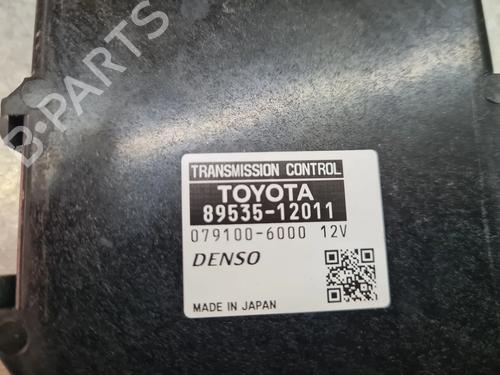 B-PARTS
TRANSMISSION CONTROL
TOYOTA
89535-12011
079100-6000 12V
DENSO
MADE IN JAPAN